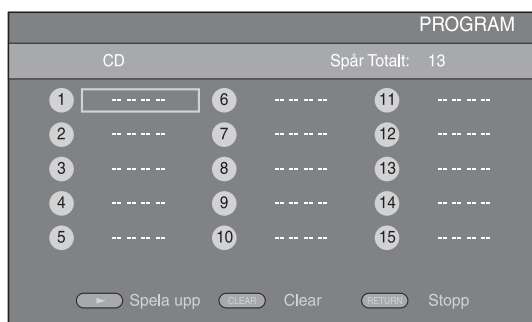 PROGRAM
CD Spår Totalt: 13
1 -- -- -- -- 6 -- -- -- -- 11 -- -- -- --
2 -- -- -- -- 7 -- -- -- -- 12 -- -- -- --
3 -- -- -- -- 8 -- -- -- -- 13 -- -- -- --
4 -- -- -- -- 9 -- -- -- -- 14 -- -- -- --
5 -- -- -- -- 10 -- -- -- -- 15 -- -- -- --
Spela upp CLEAR Clear RETURN Stopp